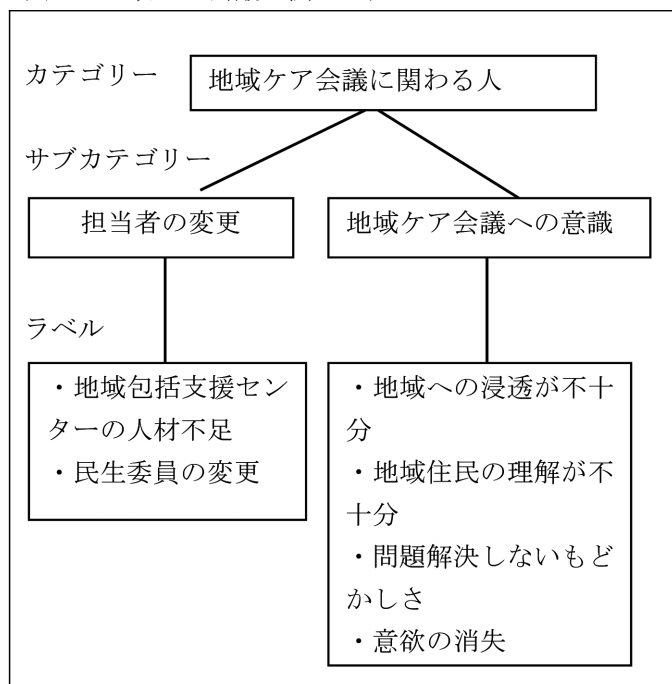 カテゴリー
地域ケア会議に関わる人
サブカテゴリー
担当者の変更
地域ケア会議への意識
ラベル
・地域包括支援セン
ターの人材不足
・民生委員の変更
・地域への浸透が不十
分
・地域住民の理解が不
十分
・問題解決しないもど
かしさ
・意欲の消失